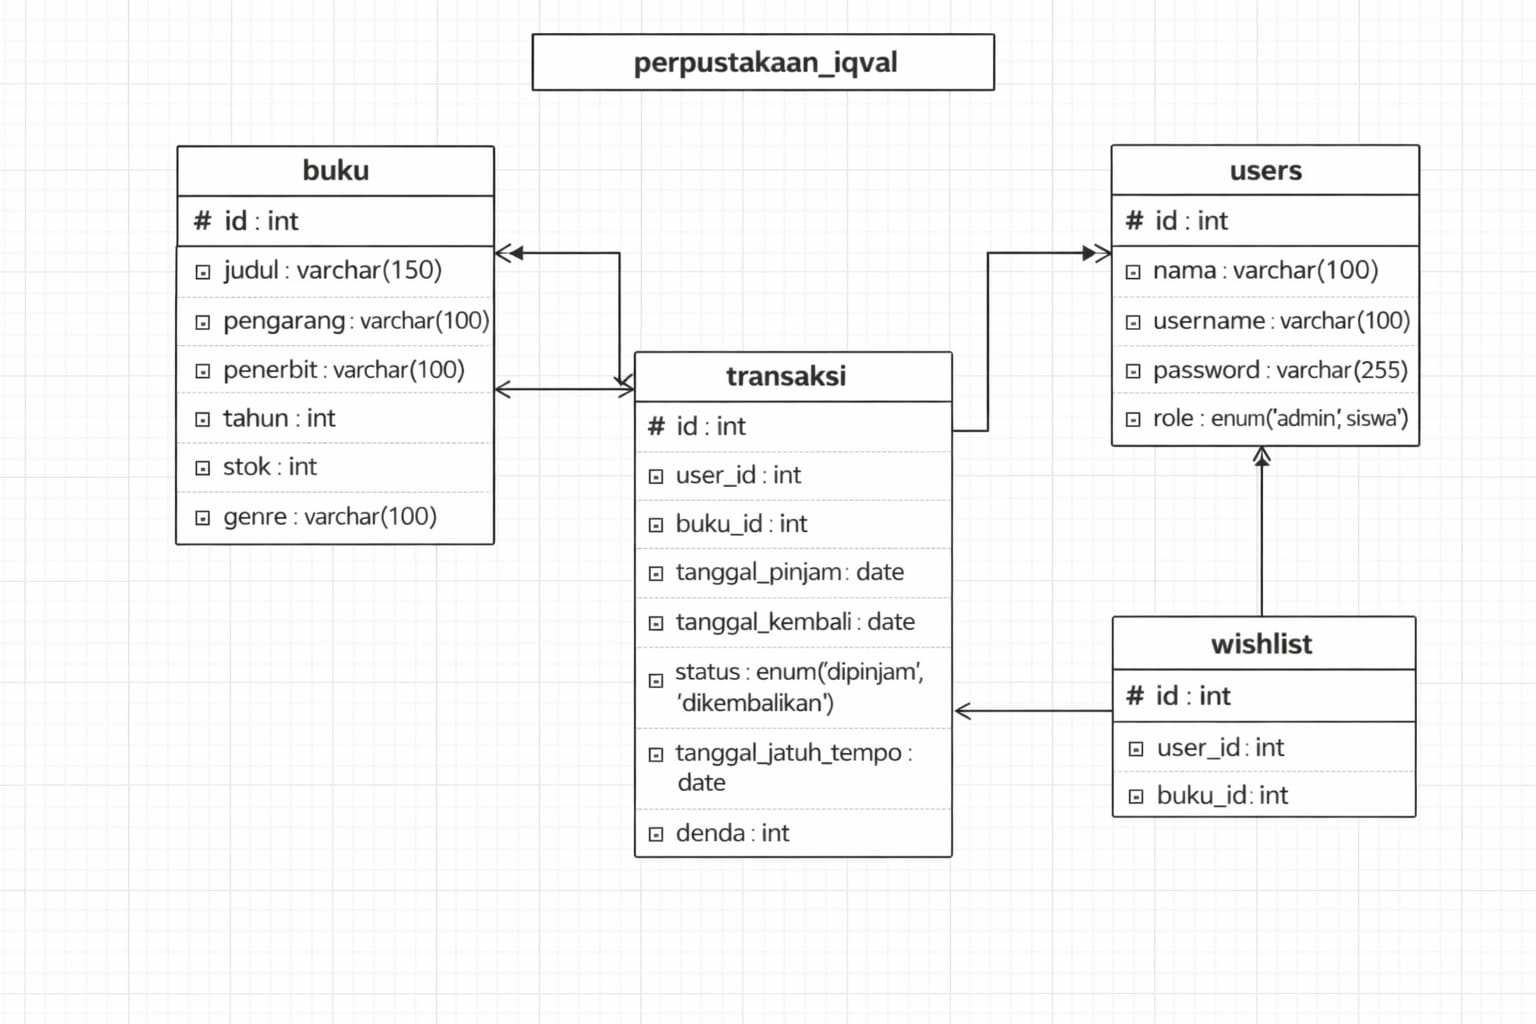 perpustakaan_iqval
buku
# id : int
judul : varchar(150)
pengarang : varchar(100)
penerbit : varchar(100)
tahun : int
stok : int
genre : varchar(100)
transaksi
# id : int
user_id : int
buku_id : int
tanggal_pinjam : date
tanggal_kembali : date
status : enum('dipinjam',
'dikembalikan')
tanggal_jatuh_tempo :
date
denda : int
users
# id : int
nama : varchar(100)
username : varchar(100)
password : varchar(255)
role : enum('admin', siswa')
wishlist
# id : int
user_id : int
buku_id : int